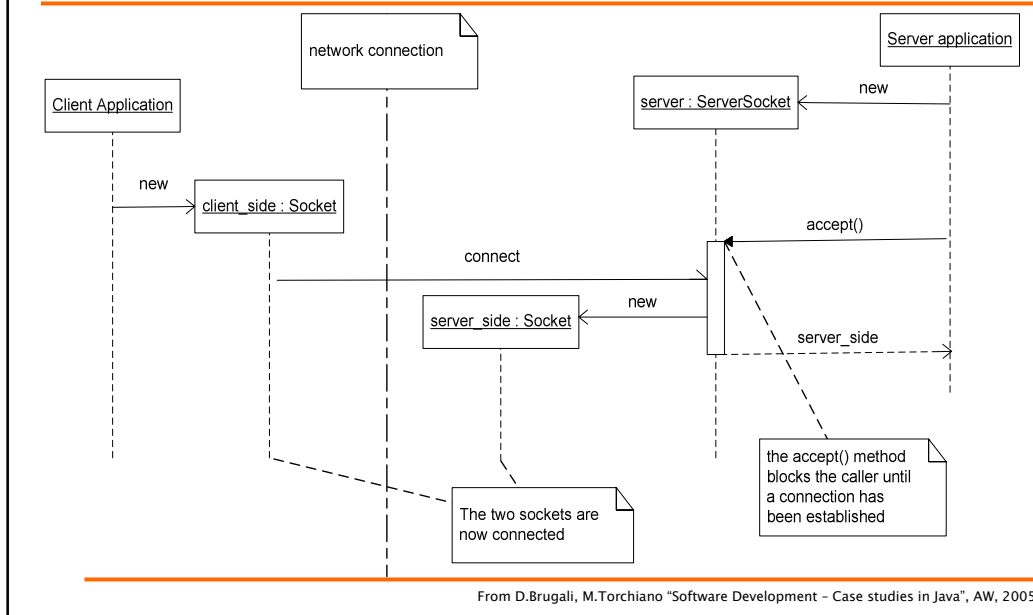 network connection
Server application
Client Application
server : ServerSocket
new
new
client_side : Socket
accept()
connect
server_side : Socket
new
server_side
the accept() method
blocks the caller until
a connection has
been established
The two sockets are
now connected
From D.Brugali, M.Torchiano “Software Development – Case studies in Java”, AW, 2005